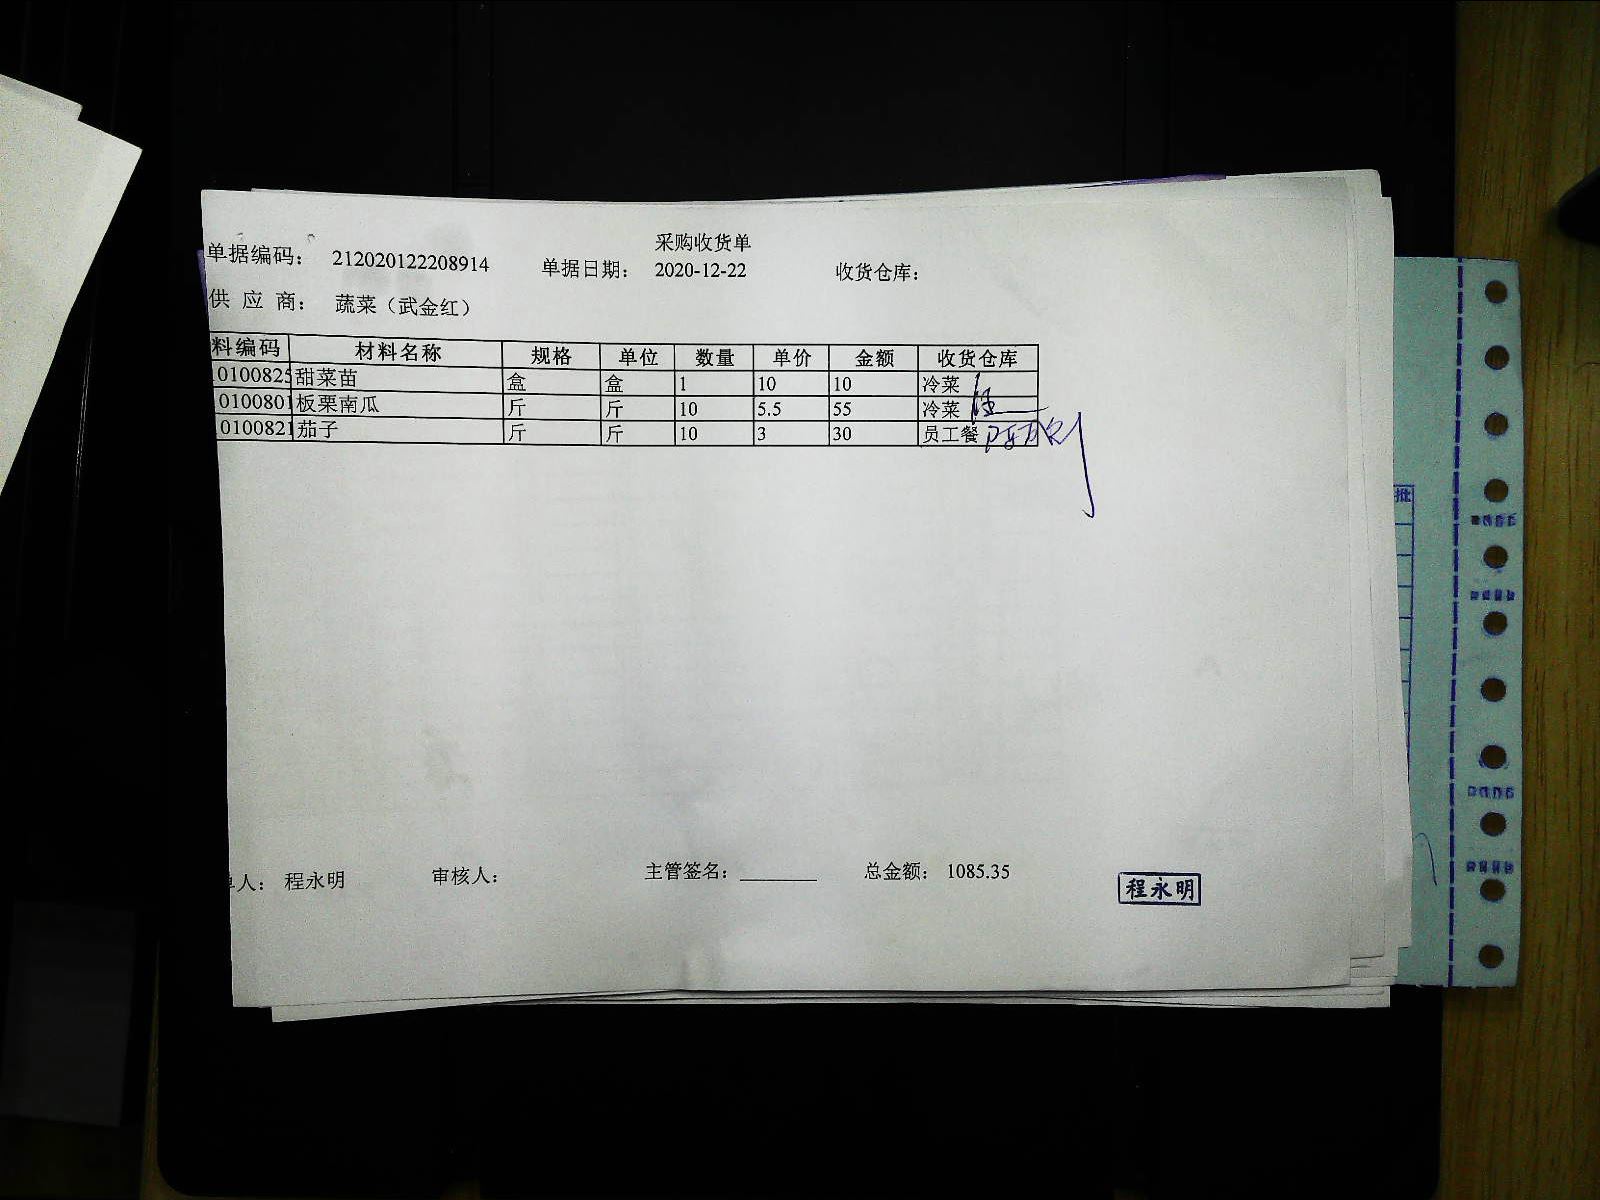 采购收货单
单据编码： 212020122208914 单据日期： 2020-12-22 收货仓库：
供 应 商： 蔬菜（武金红）
料编码 材料名称 规格 单位 数量 单价 金额 收货仓库
0100825 甜菜苗 盒 盒 1 10 10 冷菜
0100801 板栗南瓜 斤 斤 10 5.5 55 冷菜
0100821 茄子 斤 斤 10 3 30 员工餐
批
人： 程永明 审核人： 主管签名：________ 总金额： 1085.35
程永明